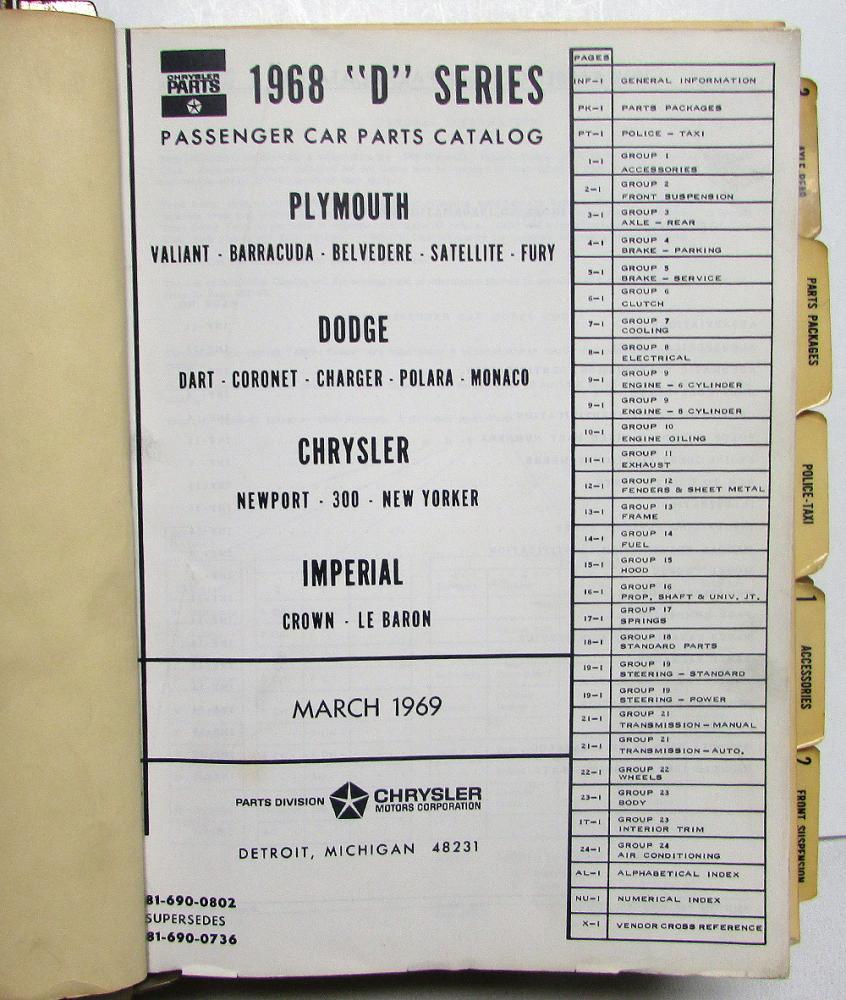 CHRYSLER
PARTS
1968 "D" SERIES
PASSENGER CAR PARTS CATALOG
PLYMOUTH
VALIANT - BARRACUDA - BELVEDERE - SATELLITE - FURY
DODGE
DART - CORONET - CHARGER - POLARA - MONACO
CHRYSLER
NEWPORT - 300 - NEW YORKER
IMPERIAL
CROWN - LE BARON
MARCH 1969
PARTS DIVISION CHRYSLER
MOTORS CORPORATION
DETROIT, MICHIGAN 48231
81-690-0802
SUPERSEDES
81-690-0736
PAGES
INF-1 GENERAL INFORMATION
PK-1 PARTS PACKAGES
PT-1 POLICE - TAXI
1-1 GROUP 1
ACCESSORIES
2-1 GROUP 2
FRONT SUSPENSION
3-1 GROUP 3
AXLE - REAR
4-1 GROUP 4
BRAKE - PARKING
5-1 GROUP 5
BRAKE - SERVICE
6-1 GROUP 6
CLUTCH
7-1 GROUP 7
COOLING
8-1 GROUP 8
ELECTRICAL
9-1 GROUP 9
ENGINE - 6 CYLINDER
9-1 GROUP 9
ENGINE - 8 CYLINDER
10-1 GROUP 10
ENGINE OILING
11-1 GROUP 11
EXHAUST
12-1 GROUP 12
FENDERS & SHEET METAL
13-1 GROUP 13
FRAME
14-1 GROUP 14
FUEL
15-1 GROUP 15
HOOD
16-1 GROUP 16
PROP. SHAFT & UNIV. JT.
17-1 GROUP 17
SPRINGS
18-1 GROUP 18
STANDARD PARTS
19-1 GROUP 19
STEERING - STANDARD
19-1 GROUP 19
STEERING - POWER
21-1 GROUP 21
TRANSMISSION - MANUAL
21-1 GROUP 21
TRANSMISSION - AUTO.
22-1 GROUP 22
WHEELS
23-1 GROUP 23
BODY
IT-1 GROUP 23
INTERIOR TRIM
24-1 GROUP 24
AIR CONDITIONING
AL-1 ALPHABETICAL INDEX
NU-1 NUMERICAL INDEX
X-1 VENDOR CROSS REFERENCE
3 AXLE REAR
PARTS PACKAGES
POLICE-TAXI
1 ACCESSORIES
2 FRONT SUSPENSION